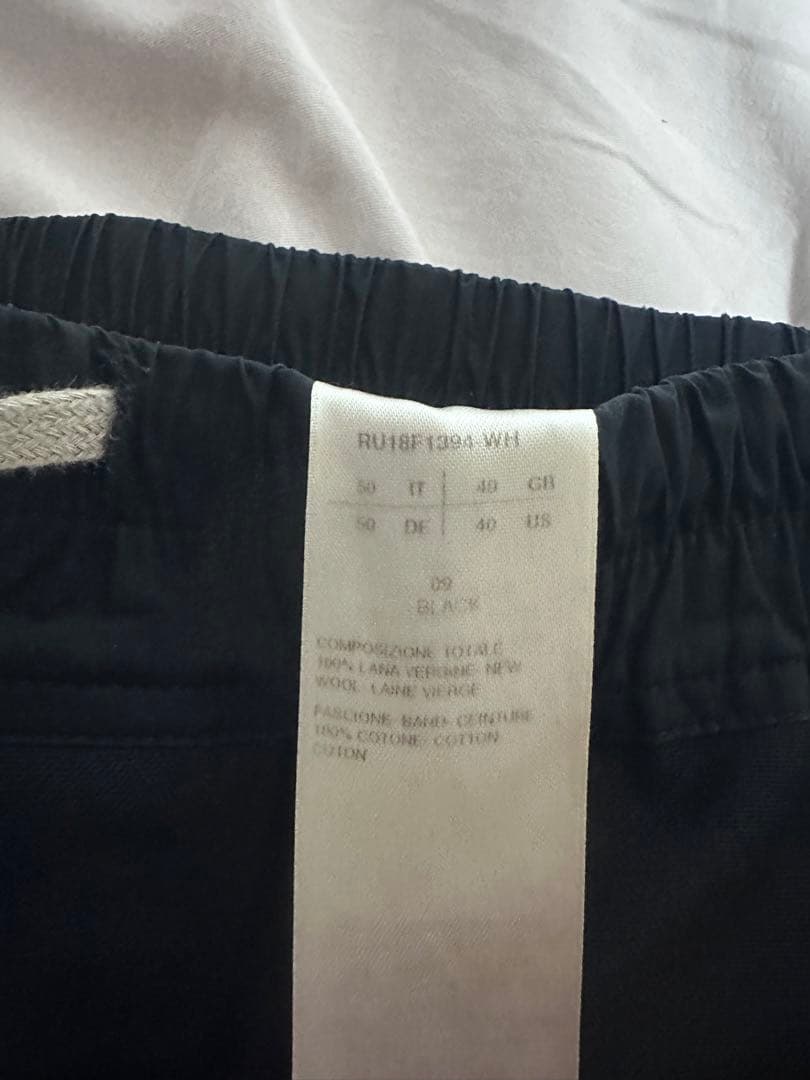 RU18F1394-WH
50 IT 40 GB
50 DE 40 US
09
BLACK
COMPOSIZIONE TOTALE
100% LANA VERGINE- NEW
WOOL- LAINE VIERGE
FASCIONE- BAND- CEINTURE
100% COTONE- COTTON
COTON